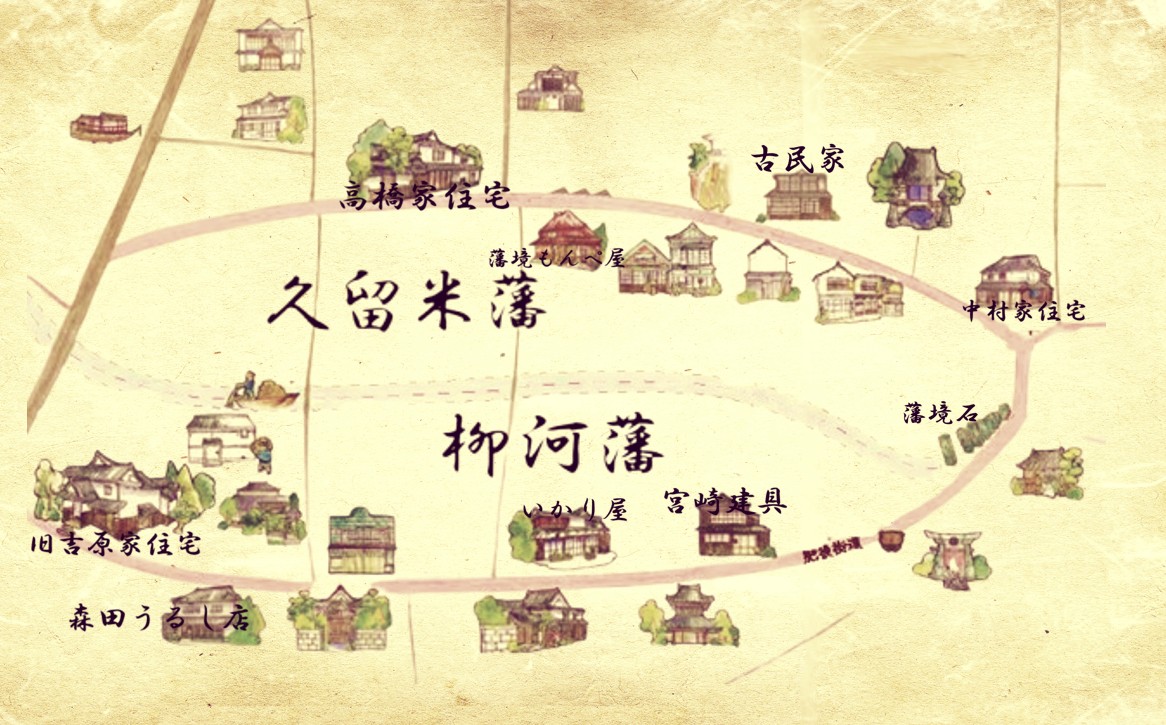 古民家
高橋家住宅
藩境もんぺ屋
久留米藩
中村家住宅
藩境石
柳河藩
いかり屋
宮崎建具
旧吉原家住宅
肥後街道
森田うるし店